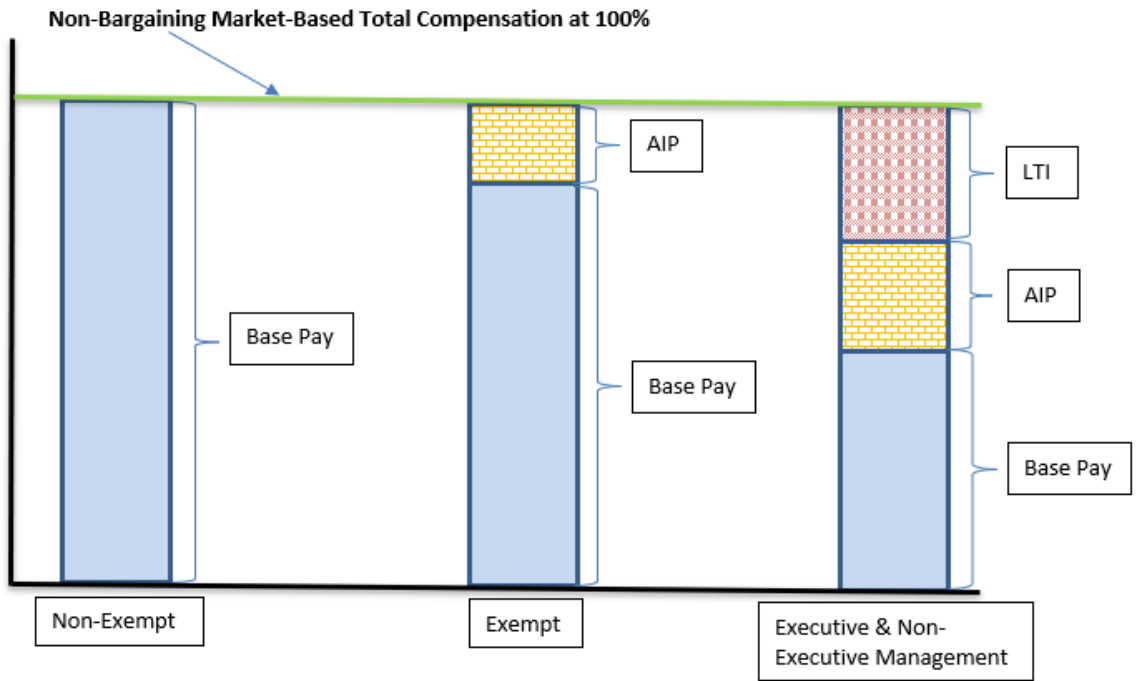 Non-Bargaining Market-Based Total Compensation at 100%
AIP
LTI
AIP
Base Pay
Base Pay
Base Pay
Non-Exempt
Exempt
Executive & Non-
Executive Management